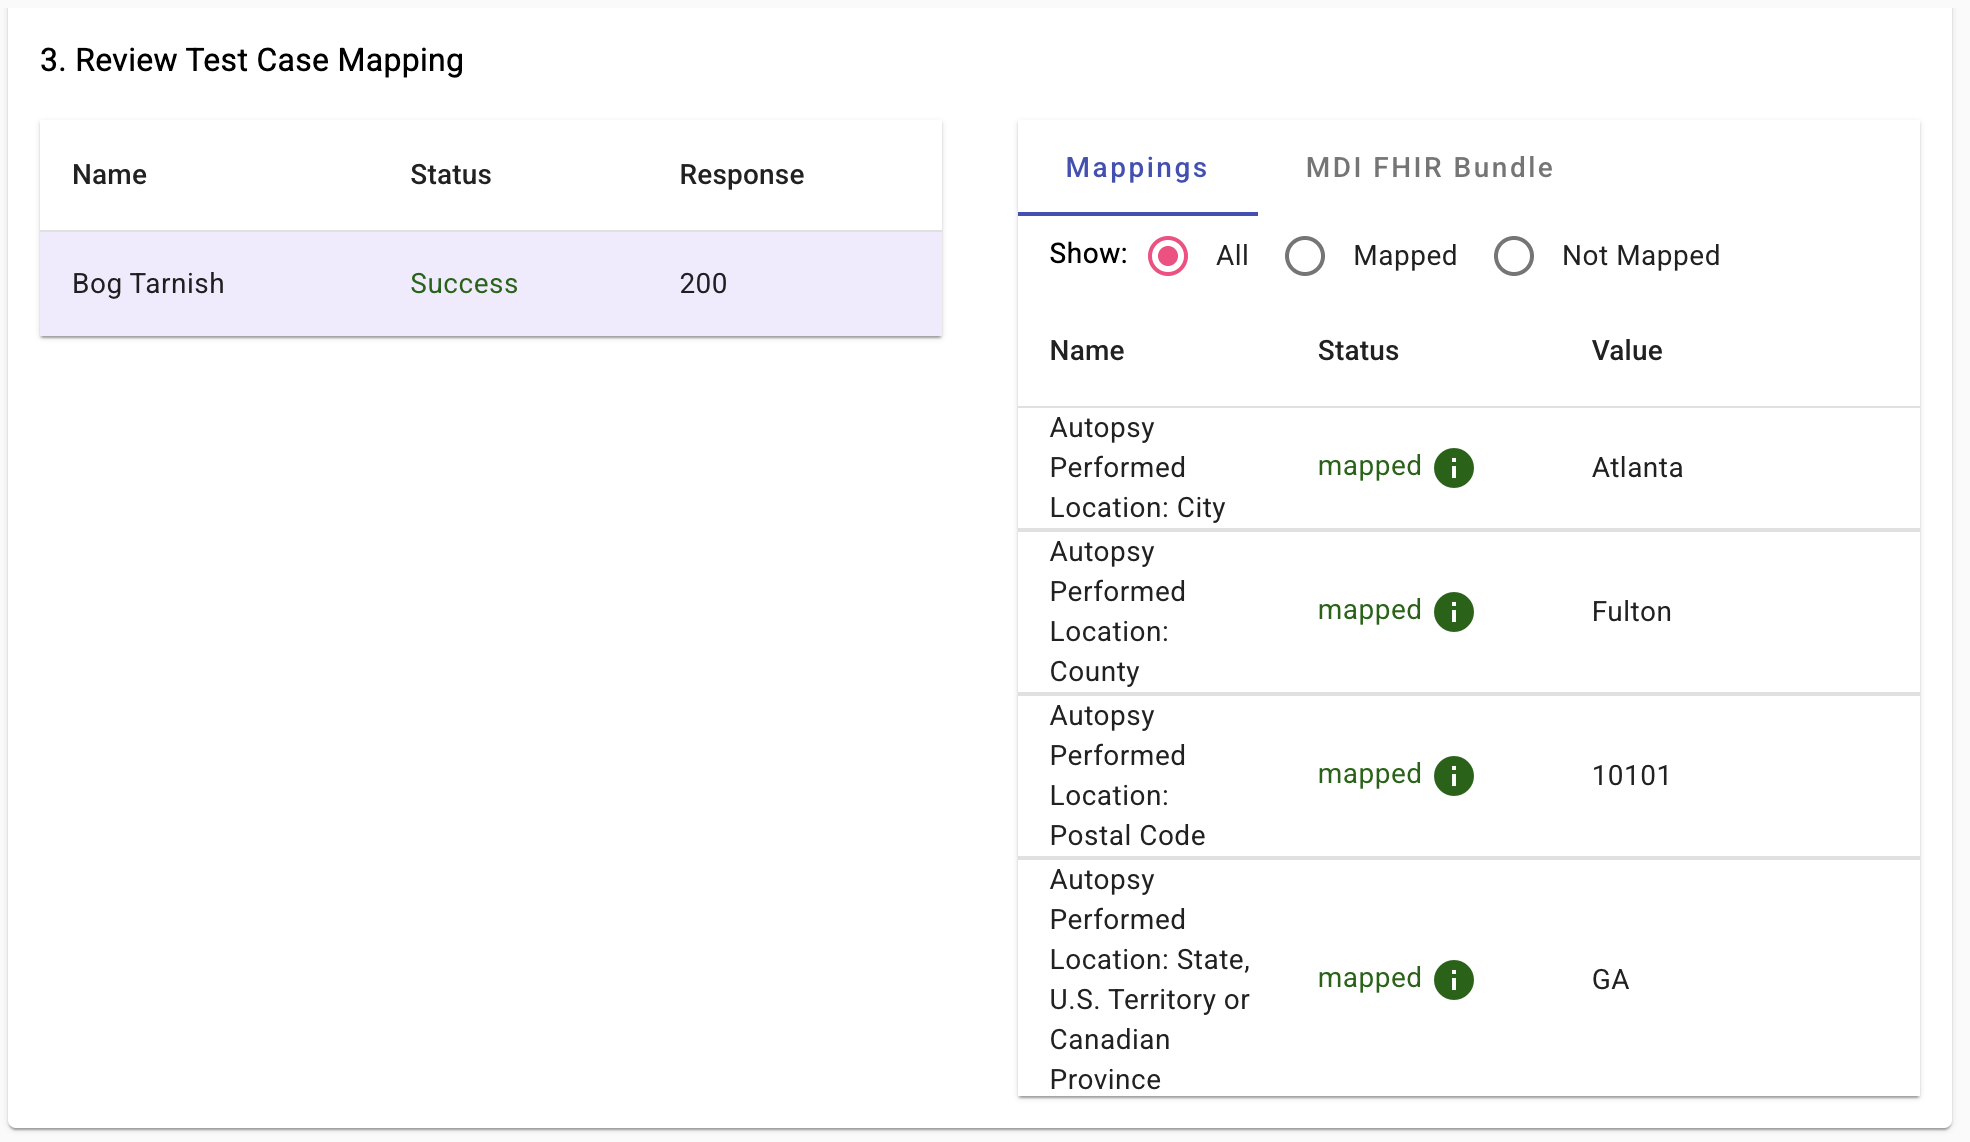 3. Review Test Case Mapping
Name Status Response
Bog Tarnish Success 200
Mappings MDI FHIR Bundle
Show: All Mapped Not Mapped
Name Status Value
Autopsy
Performed
Location: City
mapped i Atlanta
Autopsy
Performed
Location:
County
mapped i Fulton
Autopsy
Performed
Location:
Postal Code
mapped i 10101
Autopsy
Performed
Location: State,
U.S. Territory or
Canadian
Province
mapped i GA